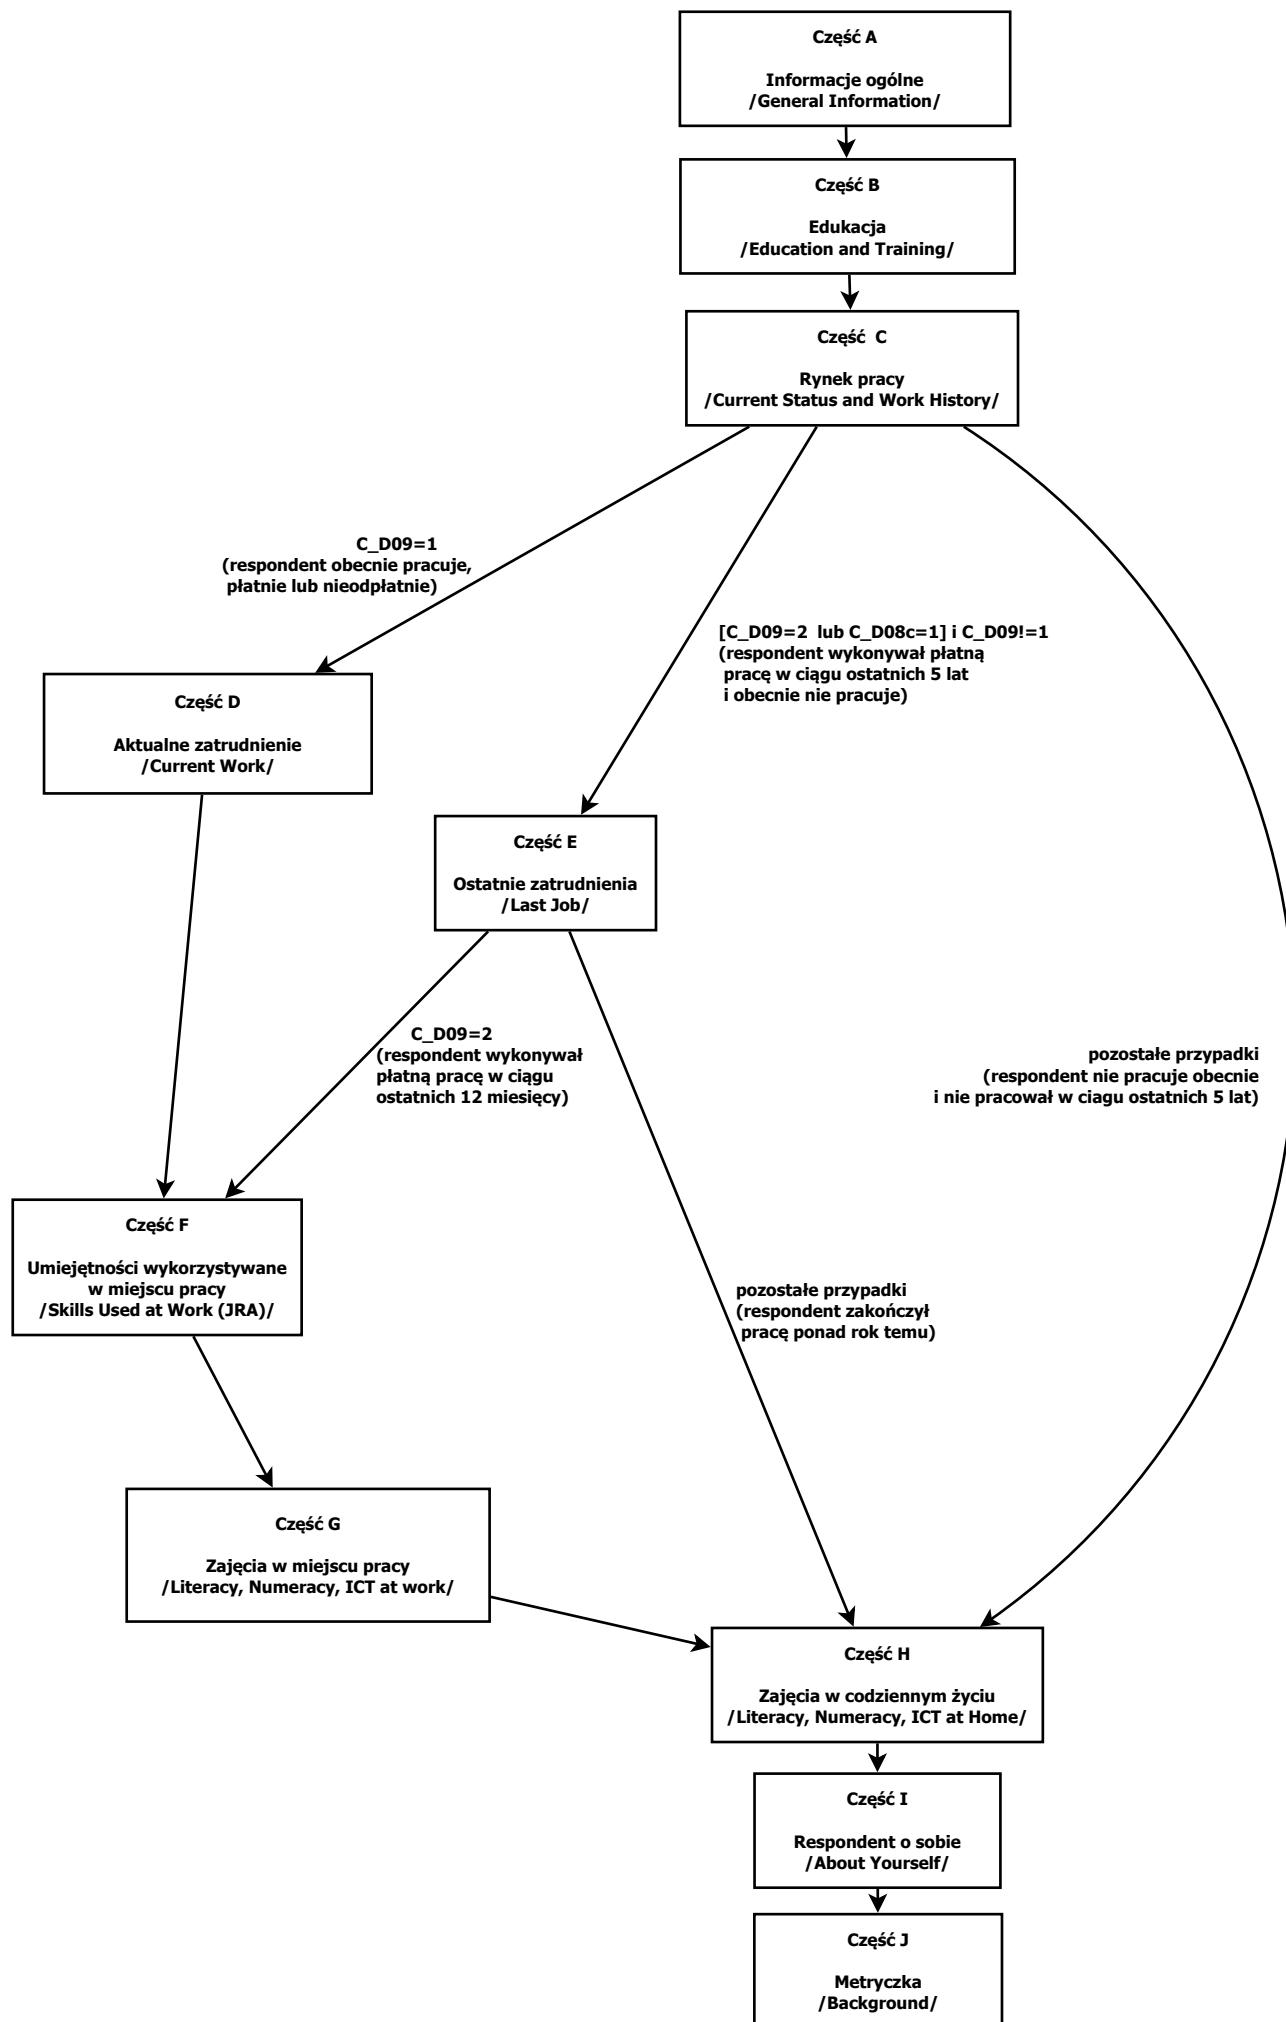 Część A
Informacje ogólne
/General Information/
Część B
Edukacja
/Education and Training/
Część  C
Rynek pracy
/Current Status and Work History/
C_D09=1
(respondent obecnie pracuje,
płatnie lub nieodpłatnie)
[C_D09=2  lub C_D08c=1] i C_D09!=1
(respondent wykonywał płatną
pracę w ciągu ostatnich 5 lat
i obecnie nie pracuje)
Część D
Aktualne zatrudnienie
/Current Work/
Część E
Ostatnie zatrudnienia
/Last Job/
C_D09=2
(respondent wykonywał
płatną pracę w ciągu
ostatnich 12 miesięcy)
pozostałe przypadki
(respondent nie pracuje obecnie
i nie pracował w ciagu ostatnich 5 lat)
Część F
Umiejętności wykorzystywane
w miejscu pracy
/Skills Used at Work (JRA)/
pozostałe przypadki
(respondent zakończył
pracę ponad rok temu)
Część G
Zajęcia w miejscu pracy
/Literacy, Numeracy, ICT at work/
Część H
Zajęcia w codziennym życiu
/Literacy, Numeracy, ICT at Home/
Część I
Respondent o sobie
/About Yourself/
Część J
Metryczka
/Background/